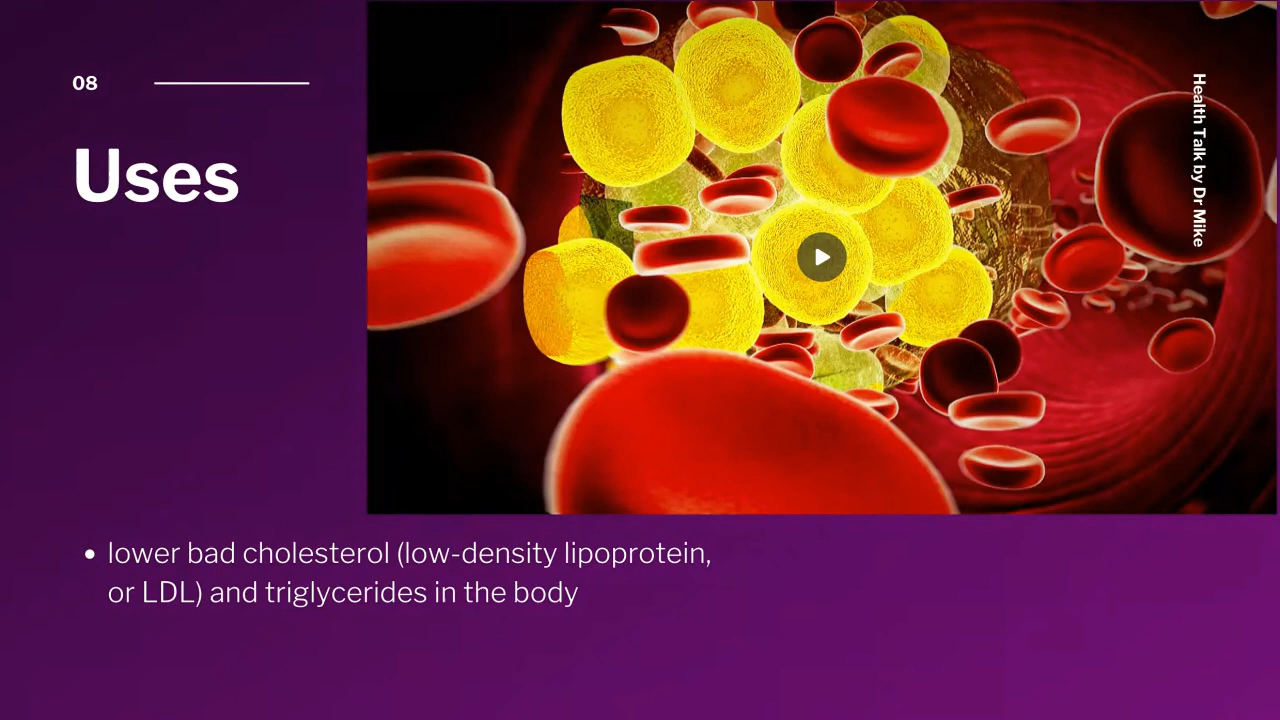 08
Uses
Health Talk by Dr Mike
• lower bad cholesterol (low-density lipoprotein,
or LDL) and triglycerides in the body